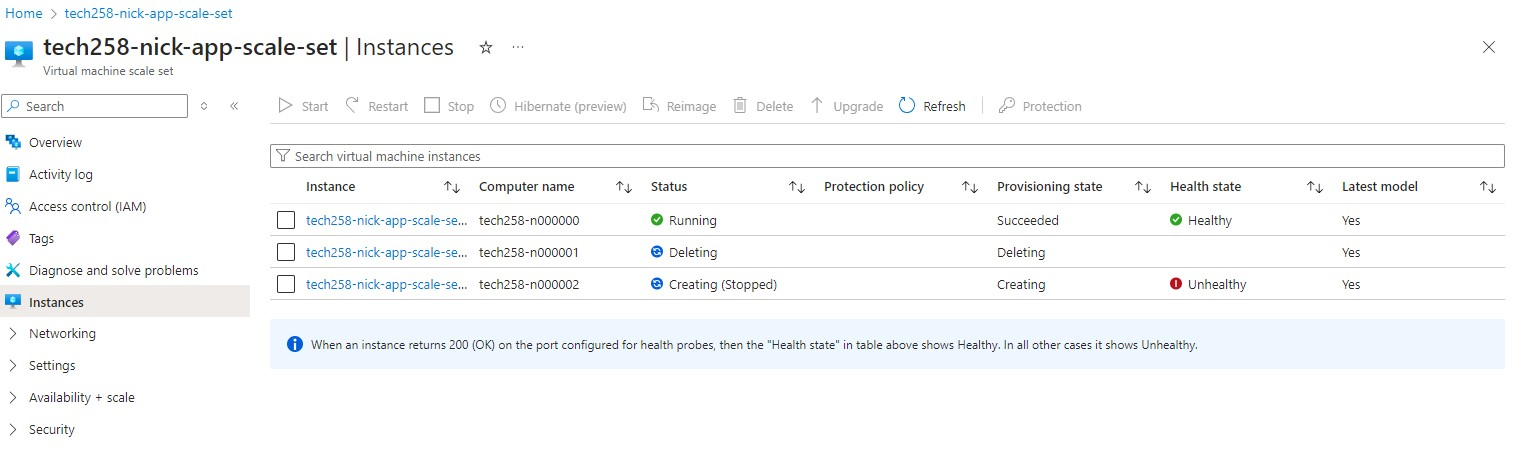 Home > tech258-nick-app-scale-set
tech258-nick-app-scale-set | Instances ☆ ...
Virtual machine scale set
Search
Start Restart Stop Hibernate (preview) Reimage Delete Upgrade Refresh Protection
Overview
Activity log
Access control (IAM)
Tags
Diagnose and solve problems
Instances
Networking
Settings
Availability + scale
Security
Search virtual machine instances
Instance Computer name Status Protection policy Provisioning state Health state Latest model
tech258-nick-app-scale-se... tech258-n000000 Running Succeeded Healthy Yes
tech258-nick-app-scale-se... tech258-n000001 Deleting Deleting Yes
tech258-nick-app-scale-se... tech258-n000002 Creating (Stopped) Creating Unhealthy Yes
When an instance returns 200 (OK) on the port configured for health probes, then the "Health state" in table above shows Healthy. In all other cases it shows Unhealthy.